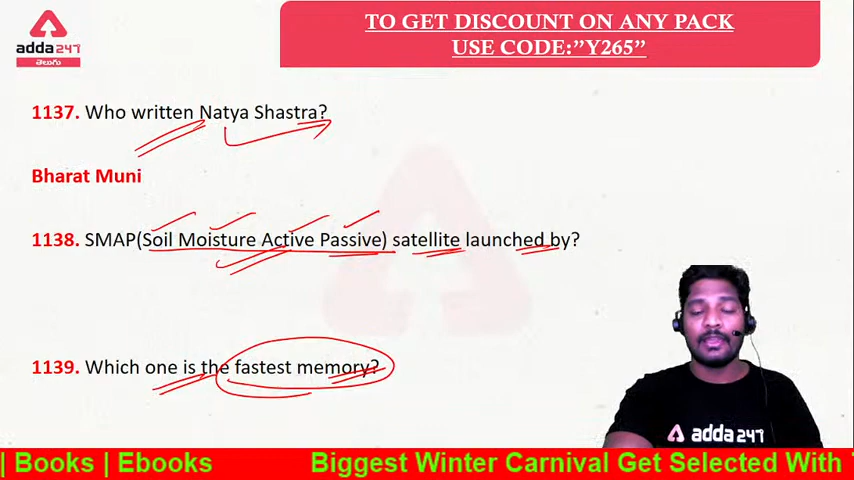 TO GET DISCOUNT ON ANY PACK
USE CODE:”Y265”
adda247
తెలుగు
1137. Who written Natya Shastra?
Bharat Muni
1138. SMAP(Soil Moisture Active Passive) satellite launched by?
1139. Which one is the fastest memory?
adda247
| Books | Ebooks Biggest Winter Carnival Get Selected With